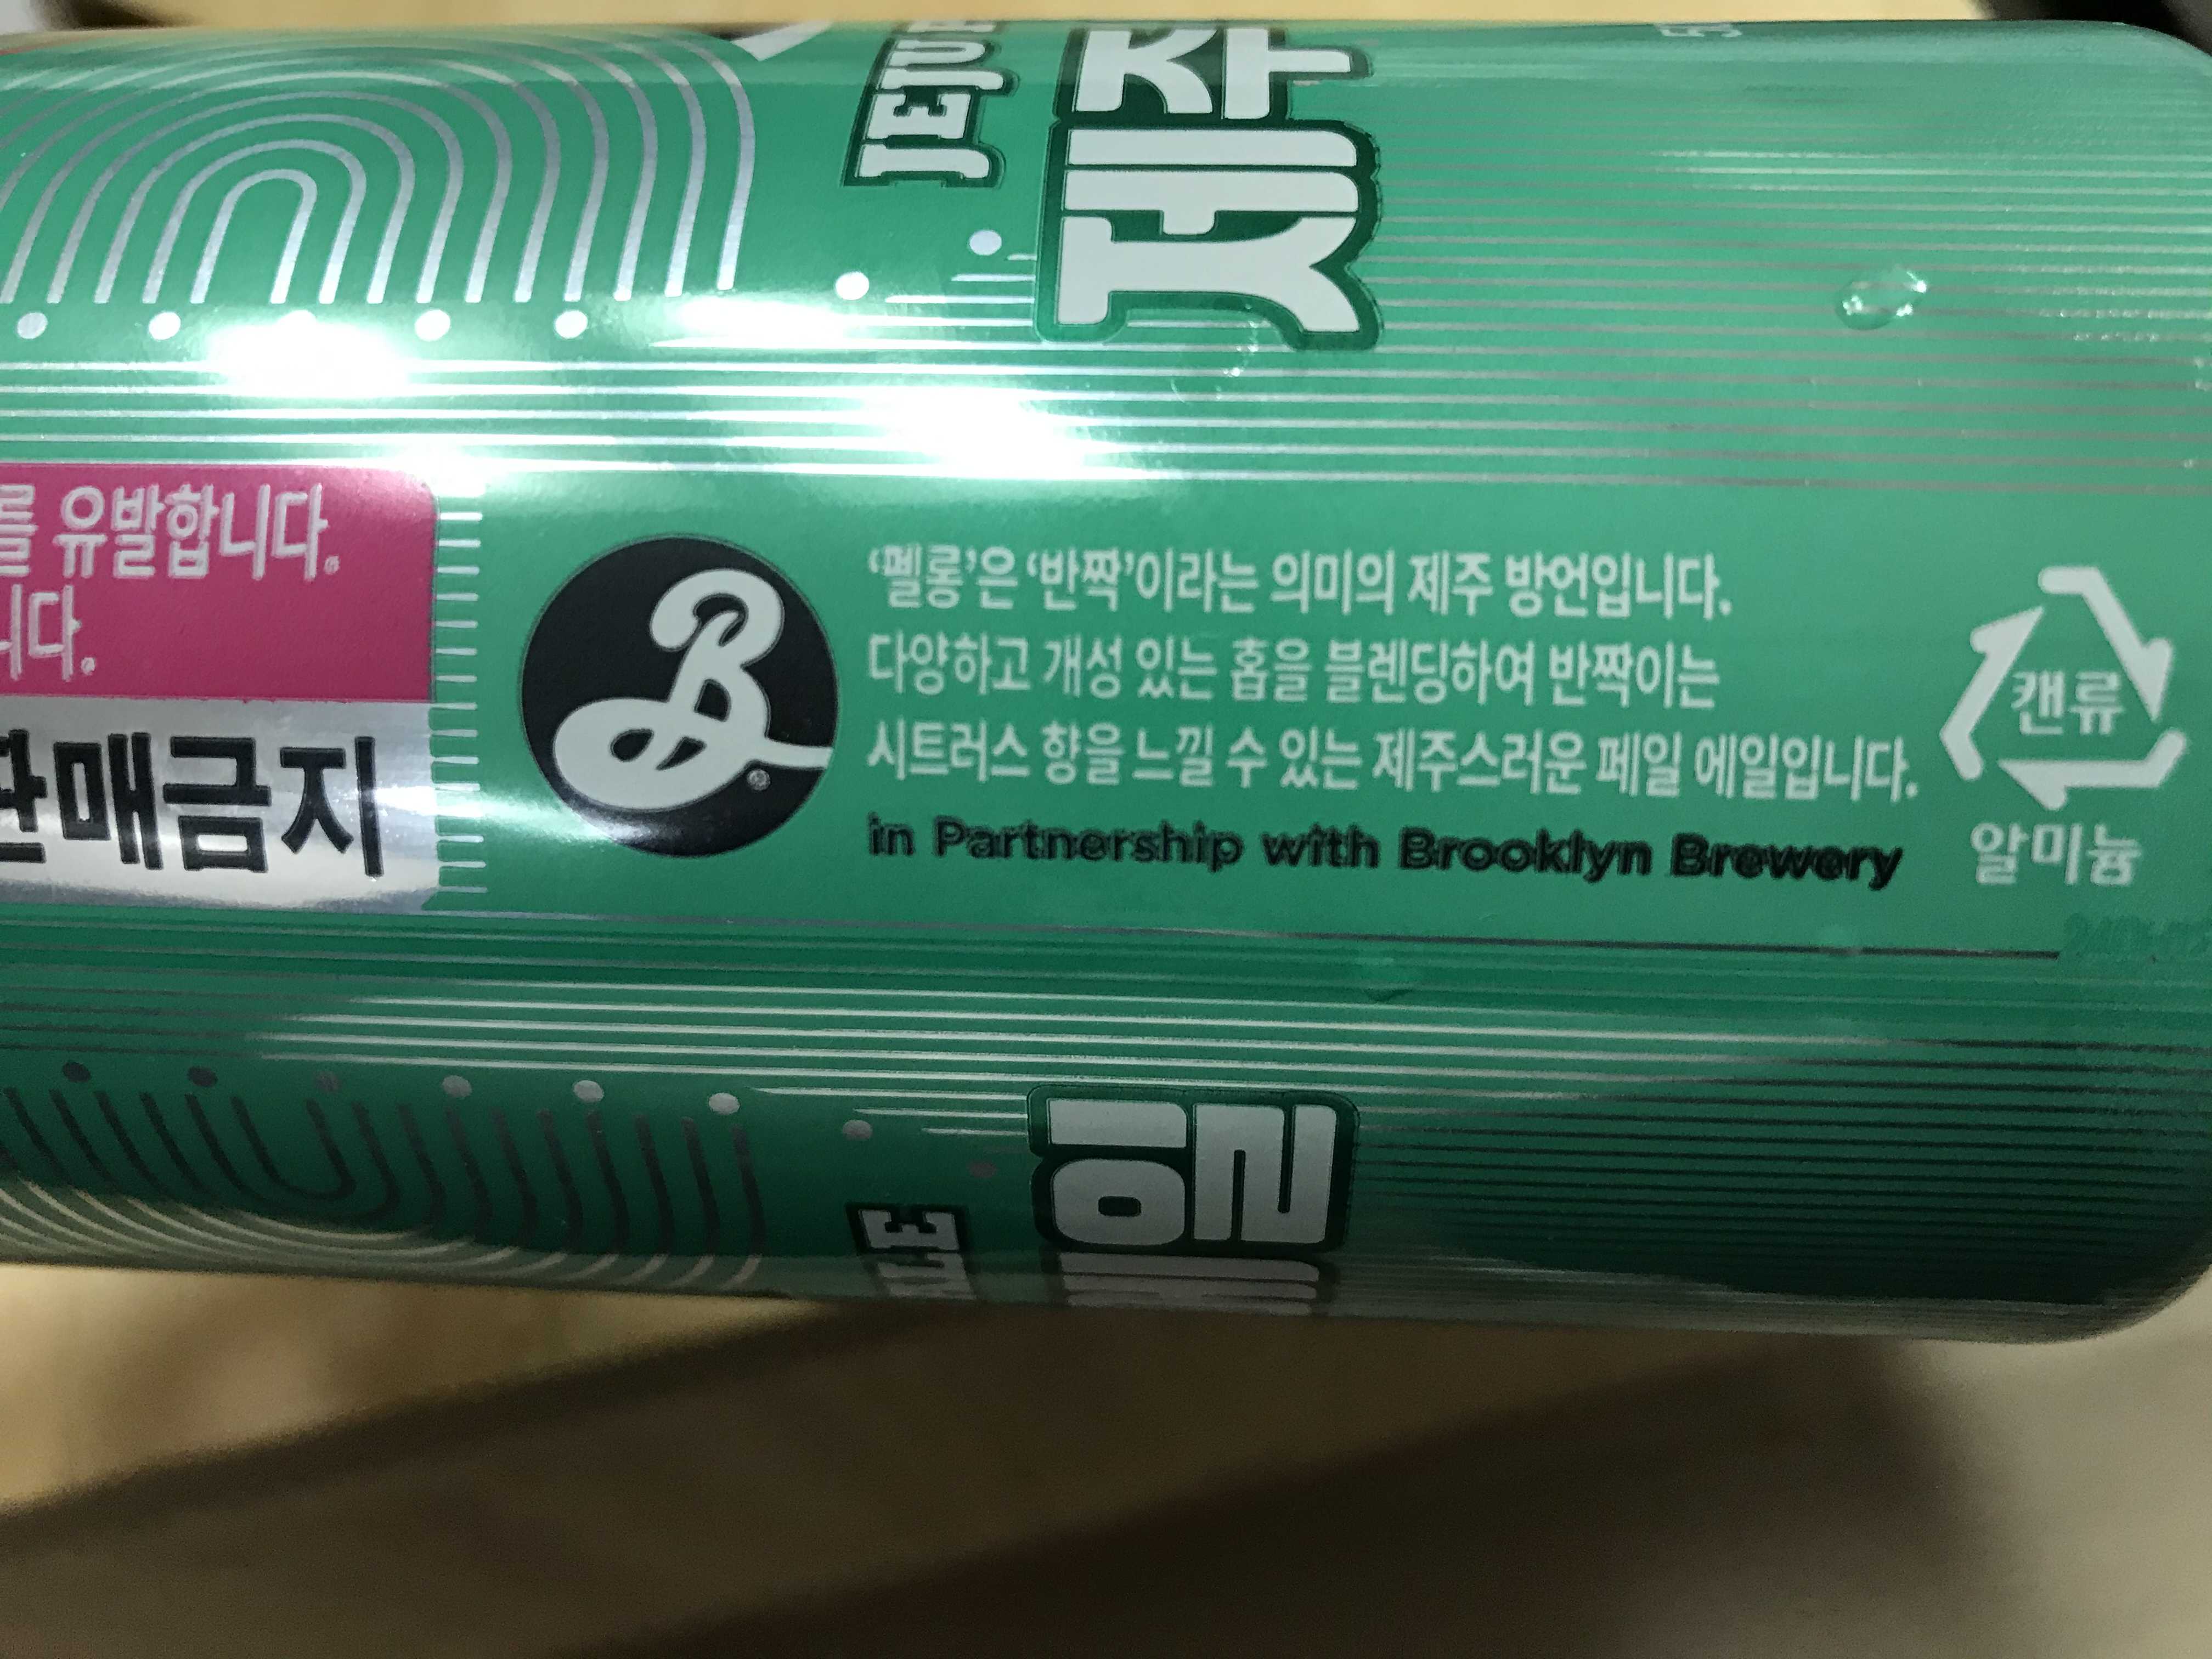 JEJU
제주
를 유발합니다.
니다.
판매금지
'펠롱'은 '반짝'이라는 의미의 제주 방언입니다.
다양하고 개성 있는 홉을 블렌딩하여 반짝이는
시트러스 향을 느낄 수 있는 제주스러운 페일 에일입니다.
in Partnership with Brooklyn Brewery
B®
캔류
알미늄
일